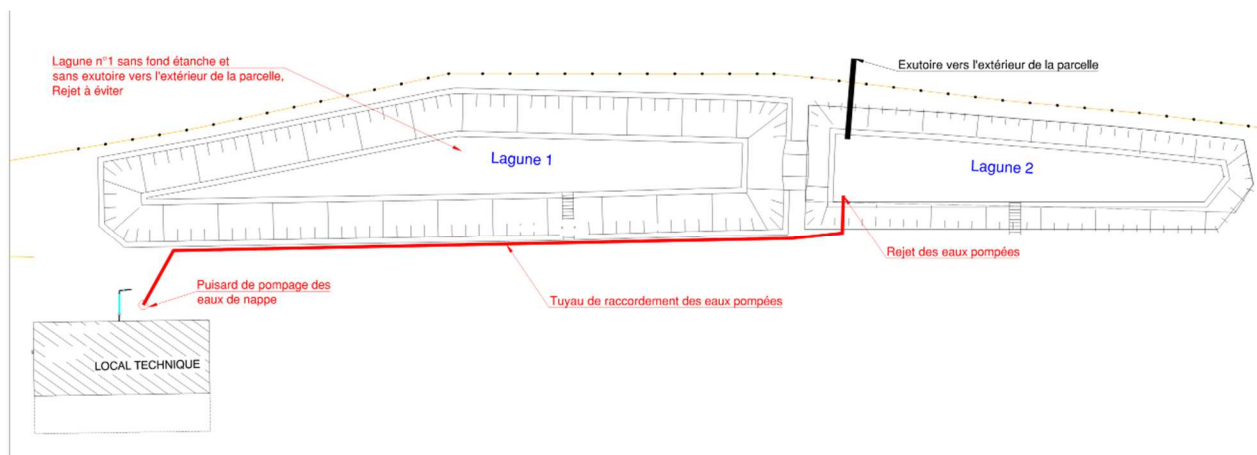 Lagune n°1 sans fond étanche et
sans exutoire vers l'extérieur de la parcelle,
Rejet à éviter
Exutoire vers l'extérieur de la parcelle
Lagune 1
Lagune 2
Rejet des eaux pompées
Puisard de pompage des
eaux de nappe
Tuyau de raccordement des eaux pompées
LOCAL TECHNIQUE